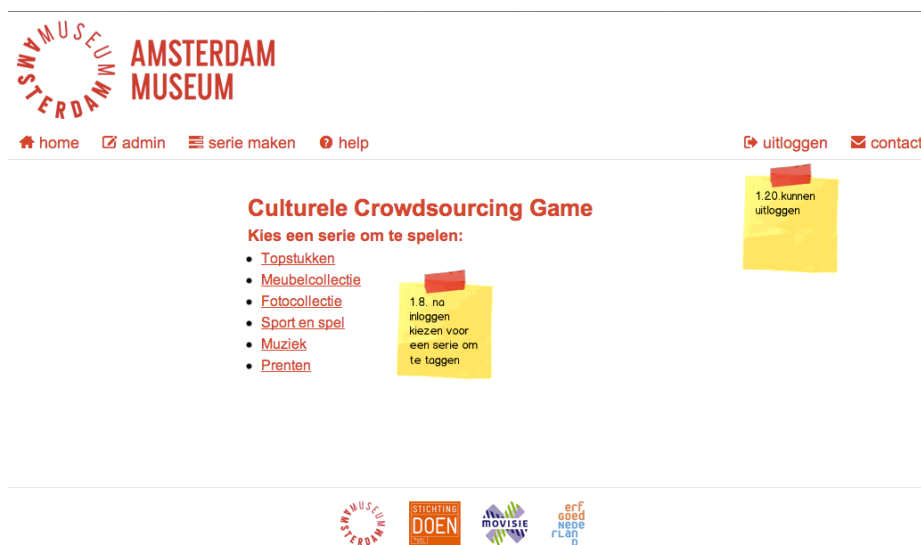 AMSTERDAM MUSEUM
AMSTERDAM
MUSEUM
home admin serie maken help uitloggen contact
1.20.kunnen
uitloggen
Culturele Crowdsourcing Game
Kies een serie om te spelen:
Topstukken
Meubelcollectie
Fotocollectie
Sport en spel
Muziek
Prenten
1.8. na
inloggen
kiezen voor
een serie om
te taggen
AMSTERDAM MUSEUM
STICHTING
DOEN
MOVISIE
erf
goed
Nede
rLan
D